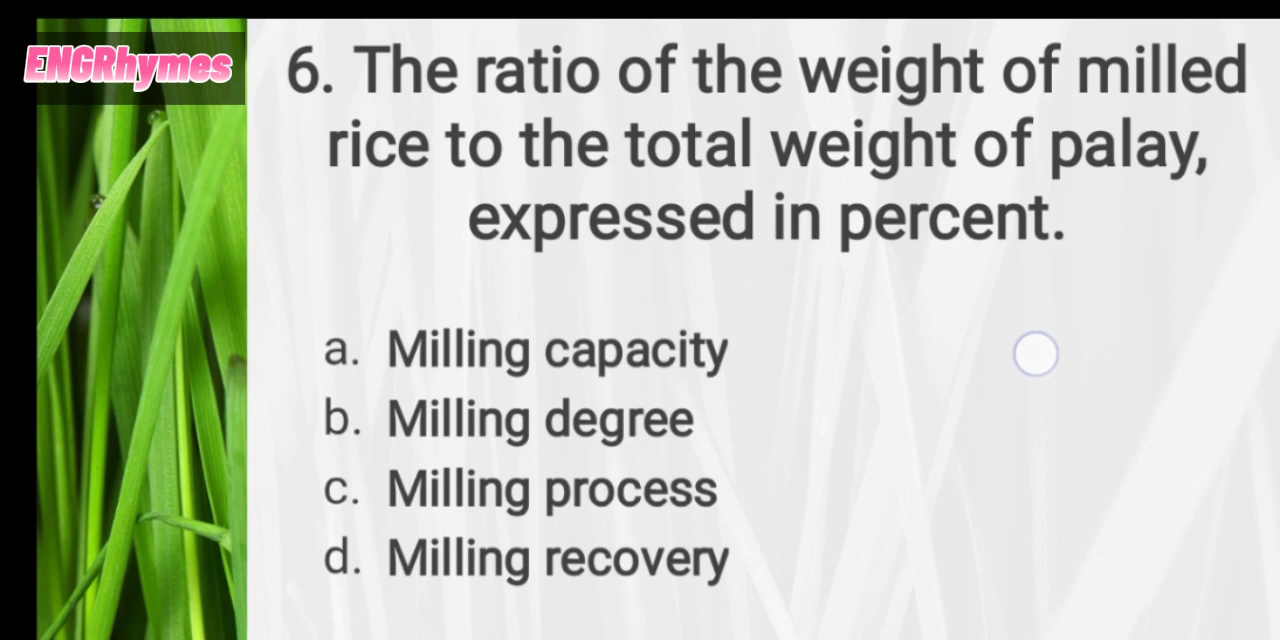 ENGRhymes
6. The ratio of the weight of milled
rice to the total weight of palay,
expressed in percent.
a. Milling capacity
b. Milling degree
c. Milling process
d. Milling recovery